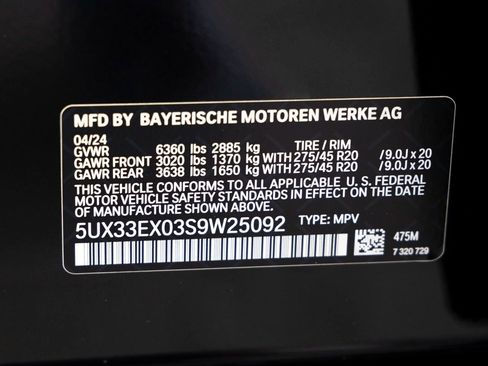 MFD BY BAYERISCHE MOTOREN WERKE AG
04/24
GVWR 6360 lbs 2885 kg TIRE / RIM
GAWR FRONT 3020 lbs 1370 kg WITH 275/45 R20 / 9.0J x 20
GAWR REAR 3638 lbs 1650 kg WITH 275/45 R20 / 9.0J x 20
THIS VEHICLE CONFORMS TO ALL APPLICABLE U. S. FEDERAL
MOTOR VEHICLE SAFETY STANDARDS IN EFFECT ON THE
DATE OF MANUFACTURE SHOWN ABOVE.
5UX33EX03S9W25092 TYPE: MPV
475M
7 320 729